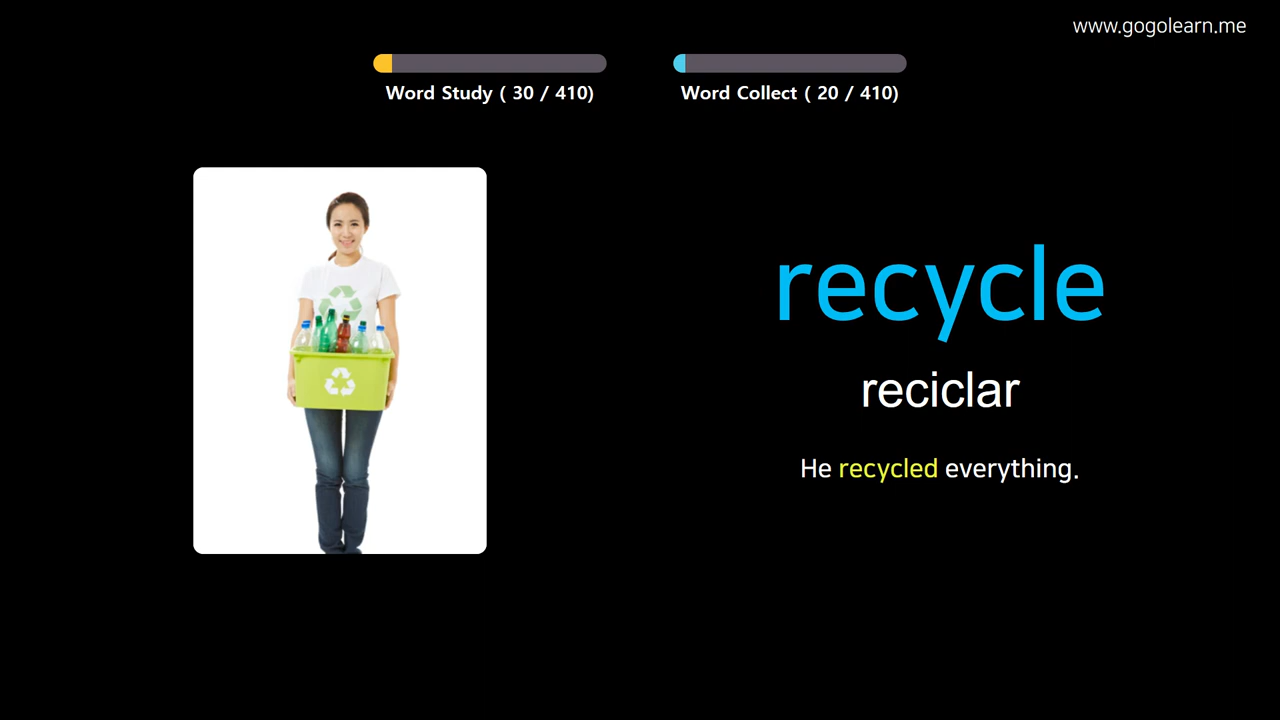 www.gogolearn.me
Word Study ( 30 / 410)
Word Collect ( 20 / 410)
recycle
reciclar
He recycled everything.